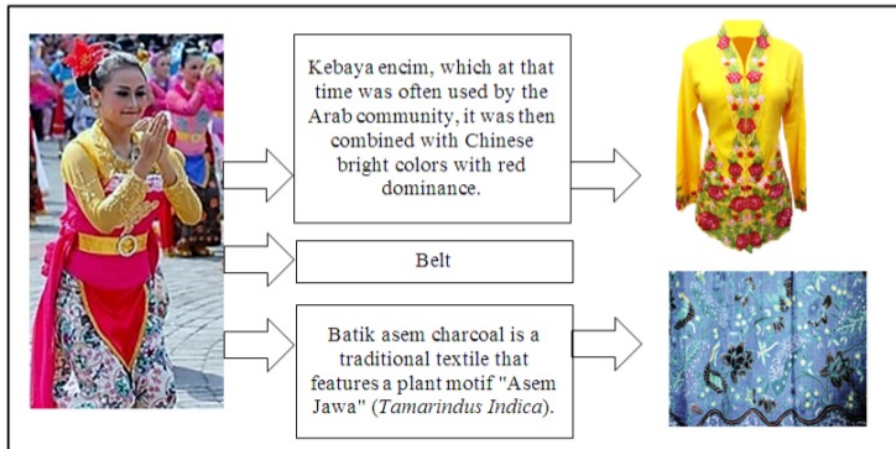 Kebaya encim, which at that
time was often used by the
Arab community, it was then
combined with Chinese
bright colors with red
dominance.
Belt
Batik asem charcoal is a
traditional textile that
features a plant motif "Asem
Jawa" (Tamarindus Indica).